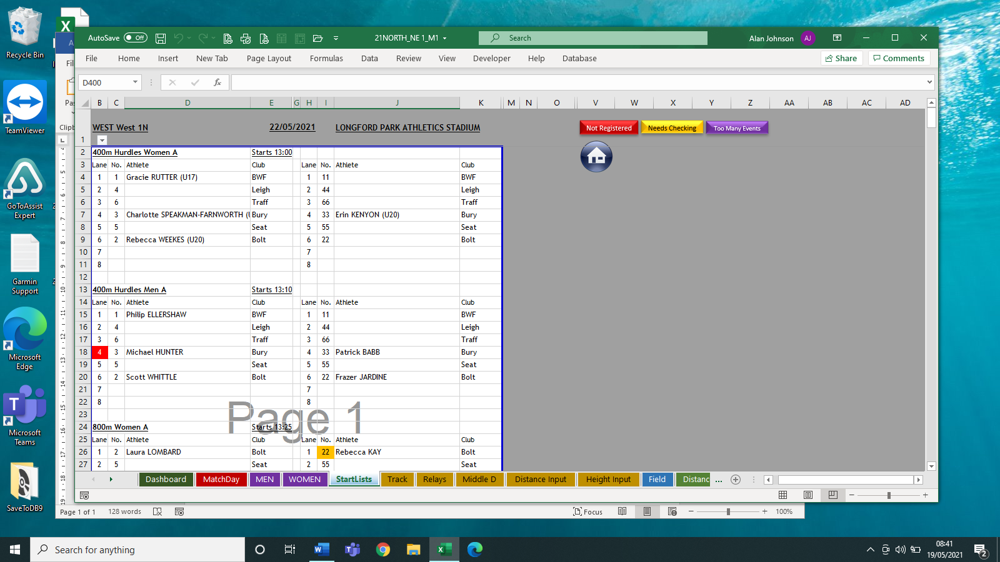 AutoSave Off
21NORTH_NE 1_M1
Search
Alan Johnson AJ
File Home Insert New Tab Page Layout Formulas Data Review View Developer Help Database
Share Comments
D400
fx
B C D E G H I J K M N O V W X Y Z AA AB AC AD
WEST West 1N 22/05/2021 LONGFORD PARK ATHLETICS STADIUM
Not Registered Needs Checking Too Many Events
1
2 400m Hurdles Women A Starts 13:00
3 Lane No. Athlete Club Lane No. Athlete Club
4 1 1 Gracie RUTTER (U17) BWF 1 11 BWF
5 2 4 Leigh 2 44 Leigh
6 3 6 Traff 3 66 Traff
7 4 3 Charlotte SPEAKMAN-FARNWORTH ( Bury 4 33 Erin KENYON (U20) Bury
8 5 5 Seat 5 55 Seat
9 6 2 Rebecca WEEKES (U20) Bolt 6 22 Bolt
10 7 7
11 8 8
12
13 400m Hurdles Men A Starts 13:10
14 Lane No. Athlete Club Lane No. Athlete Club
15 1 1 Philip ELLERSHAW BWF 1 11 BWF
16 2 4 Leigh 2 44 Leigh
17 3 6 Traff 3 66 Traff
18 4 3 Michael HUNTER Bury 4 33 Patrick BABB Bury
19 5 5 Seat 5 55 Seat
20 6 2 Scott WHITTLE Bolt 6 22 Frazer JARDINE Bolt
21 7 7
22 8 8
Page 1
23
24 800m Women A Starts 13:25
25 Lane No. Athlete Club Lane No. Athlete Club
26 1 2 Laura LOMBARD Bolt 1 22 Rebecca KAY Bolt
27 2 5 Seat 2 55 Seat
Dashboard MatchDay MEN WOMEN StartLists Track Relays Middle D Distance Input Height Input Field Distanc ...
Page 1 of 1 128 words Focus 100%
Recycle Bin
TeamViewer
GoToAssist
Expert
Garmin
Support
Microsoft
Edge
Microsoft
Teams
SaveToDB9
Search for anything
08:41
19/05/2021
2